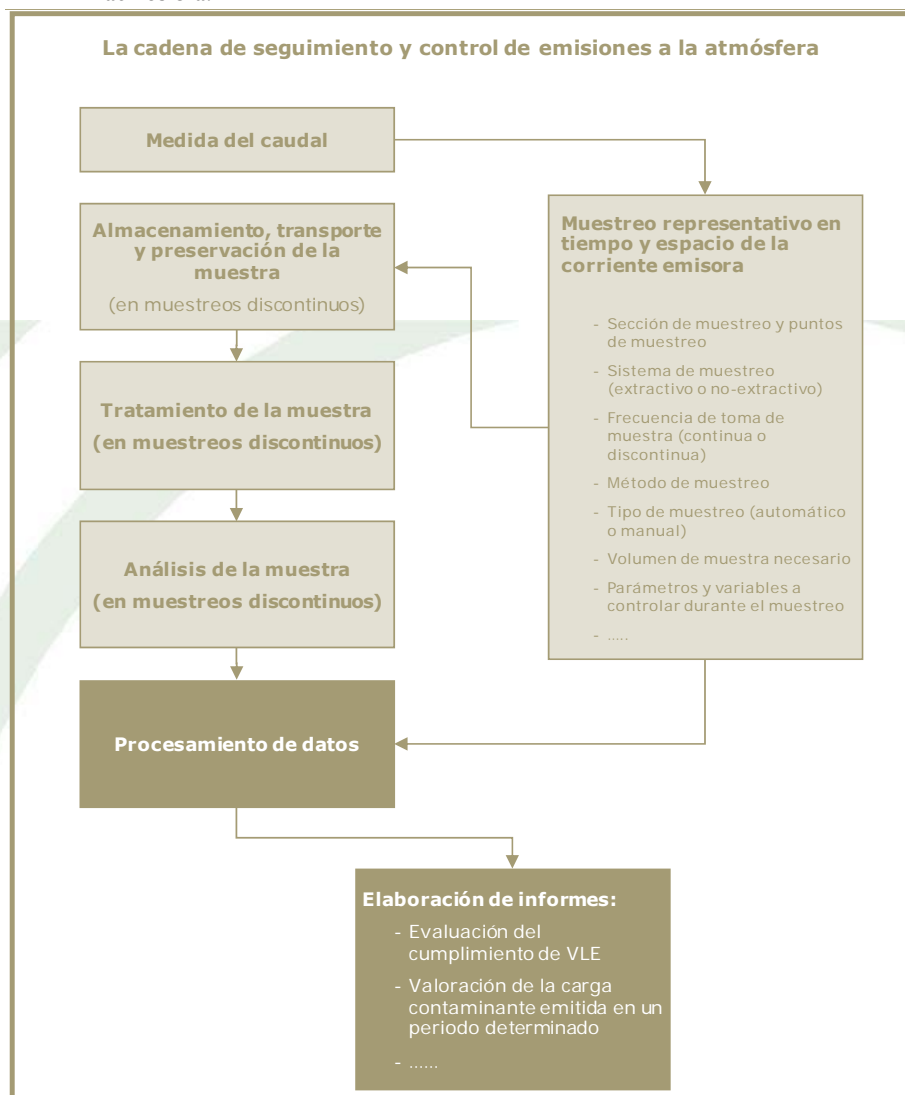 La cadena de seguimiento y control de emisiones a la atmósfera
Medida del caudal
Almacenamiento, transporte
y preservación de la
muestra
(en muestreos discontinuos)
Tratamiento de la muestra
(en muestreos discontinuos)
Análisis de la muestra
(en muestreos discontinuos)
Procesamiento de datos
Muestreo representativo en
tiempo y espacio de la
corriente emisora
- Sección de muestreo y puntos
de muestreo
- Sistema de muestreo
(extractivo o no-extractivo)
- Frecuencia de toma de
muestra (continua o
discontinua)
- Método de muestreo
- Tipo de muestreo (automático
o manual)
- Volumen de muestra necesario
- Parámetros y variables a
controlar durante el muestreo
- .....
Elaboración de informes:
- Evaluación del
cumplimiento de VLE
- Valoración de la carga
contaminante emitida en un
periodo determinado
- ......